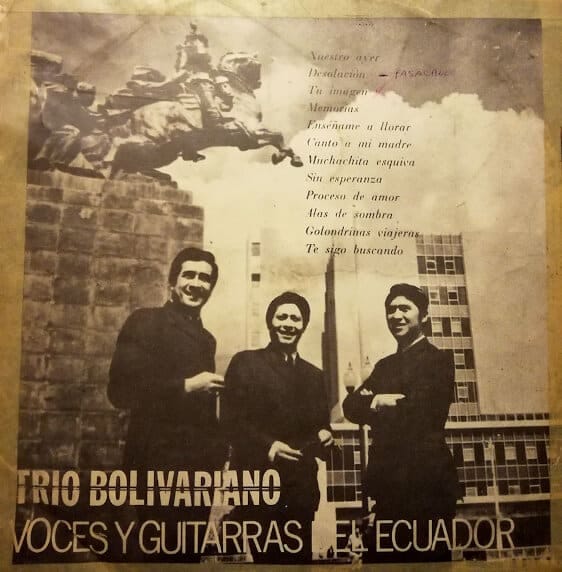 Nuestro ayer
Desolación - PASACALLE
Tu imagen
Memorias
Enséñame a llorar
Canto a mi madre
Muchachita esquiva
Sin esperanza
Proceso de amor
Alas de sombra
Golondrinas viajeras
Te sigo buscando
TRIO BOLIVARIANO
VOCES Y GUITARRAS DEL ECUADOR